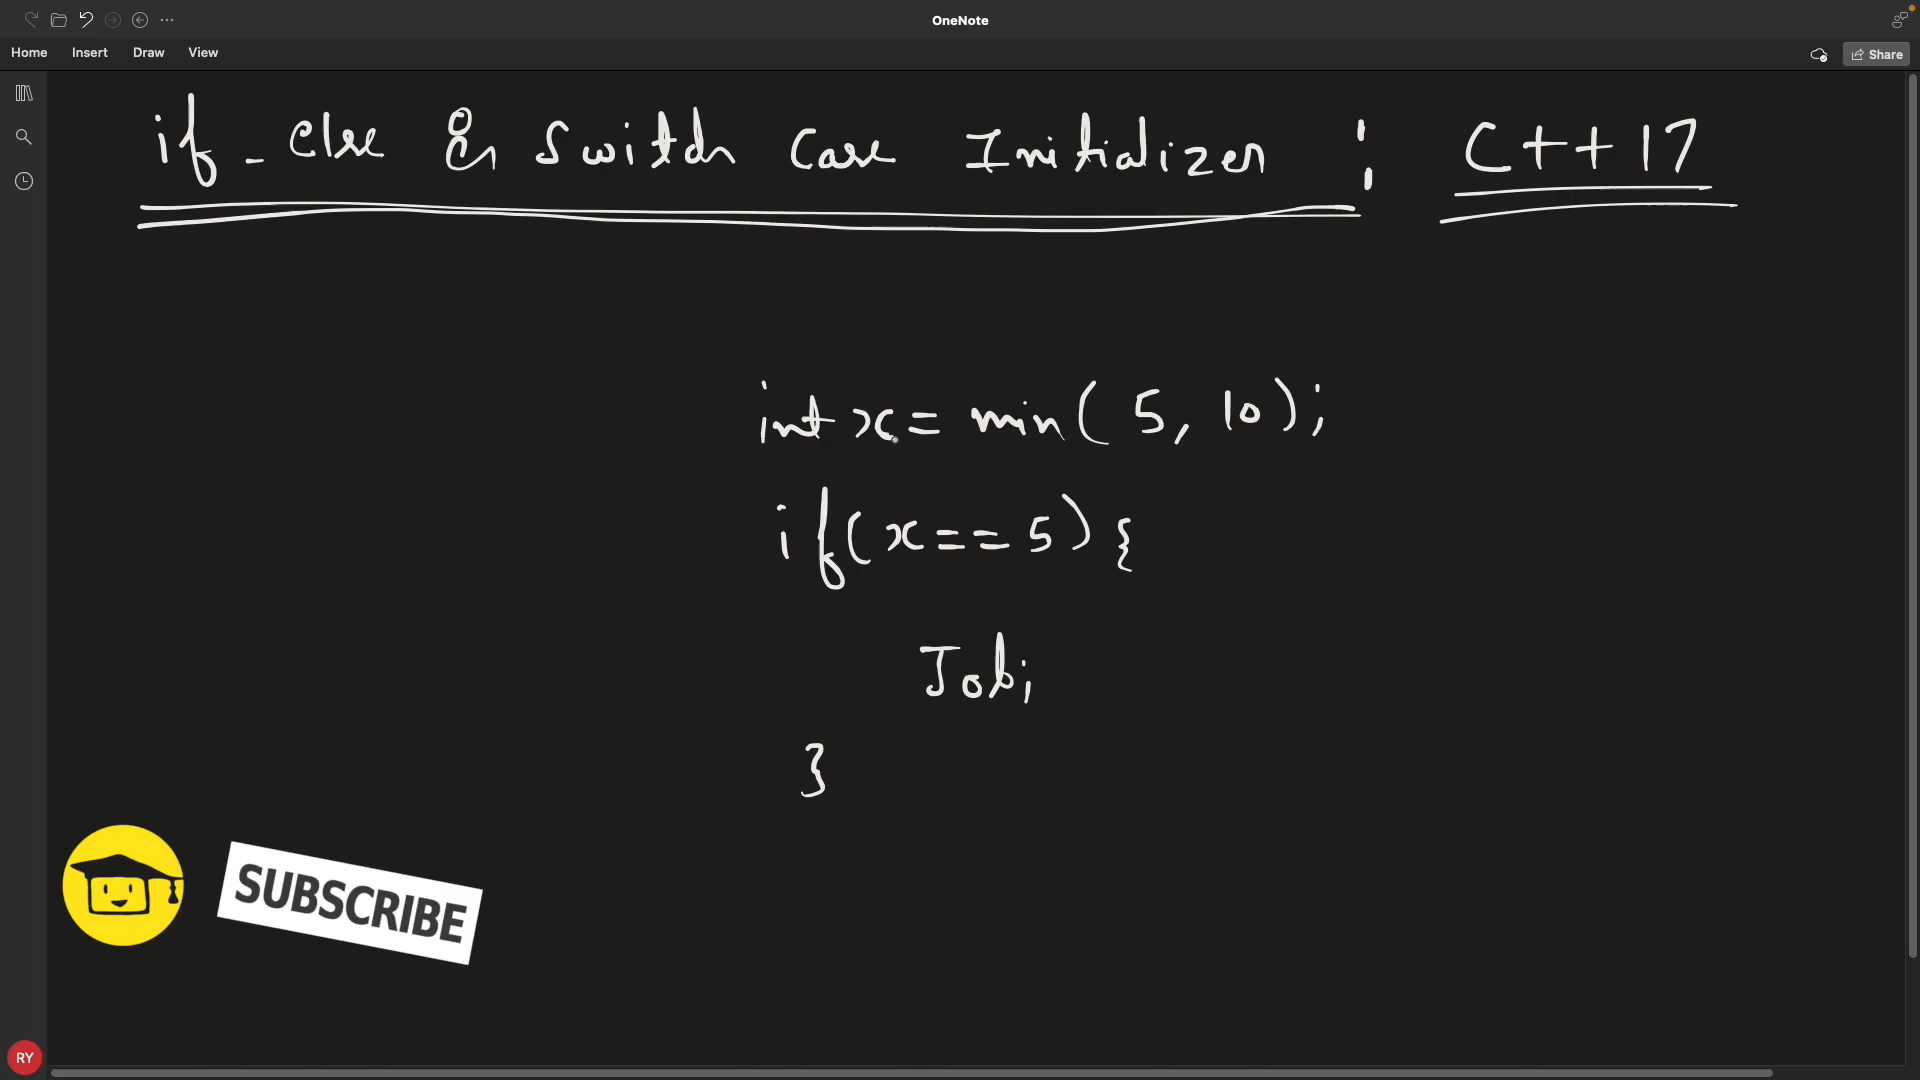 OneNote
Home Insert Draw View
Share
if-else & Switch Case Initializer : C++17
int x = min( 5, 10);
if(x==5){
Job;
}
SUBSCRIBE
RY